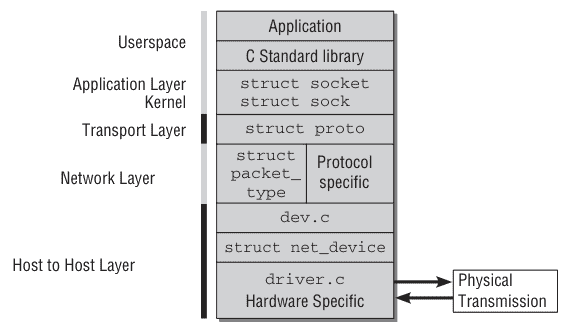 Userspace
Application
C Standard library
Application Layer
Kernel
struct socket
struct sock
Transport Layer
struct proto
Network Layer
struct
packet_
type
Protocol
specific
Host to Host Layer
dev.c
struct net_device
driver.c
Hardware Specific
Physical
Transmission